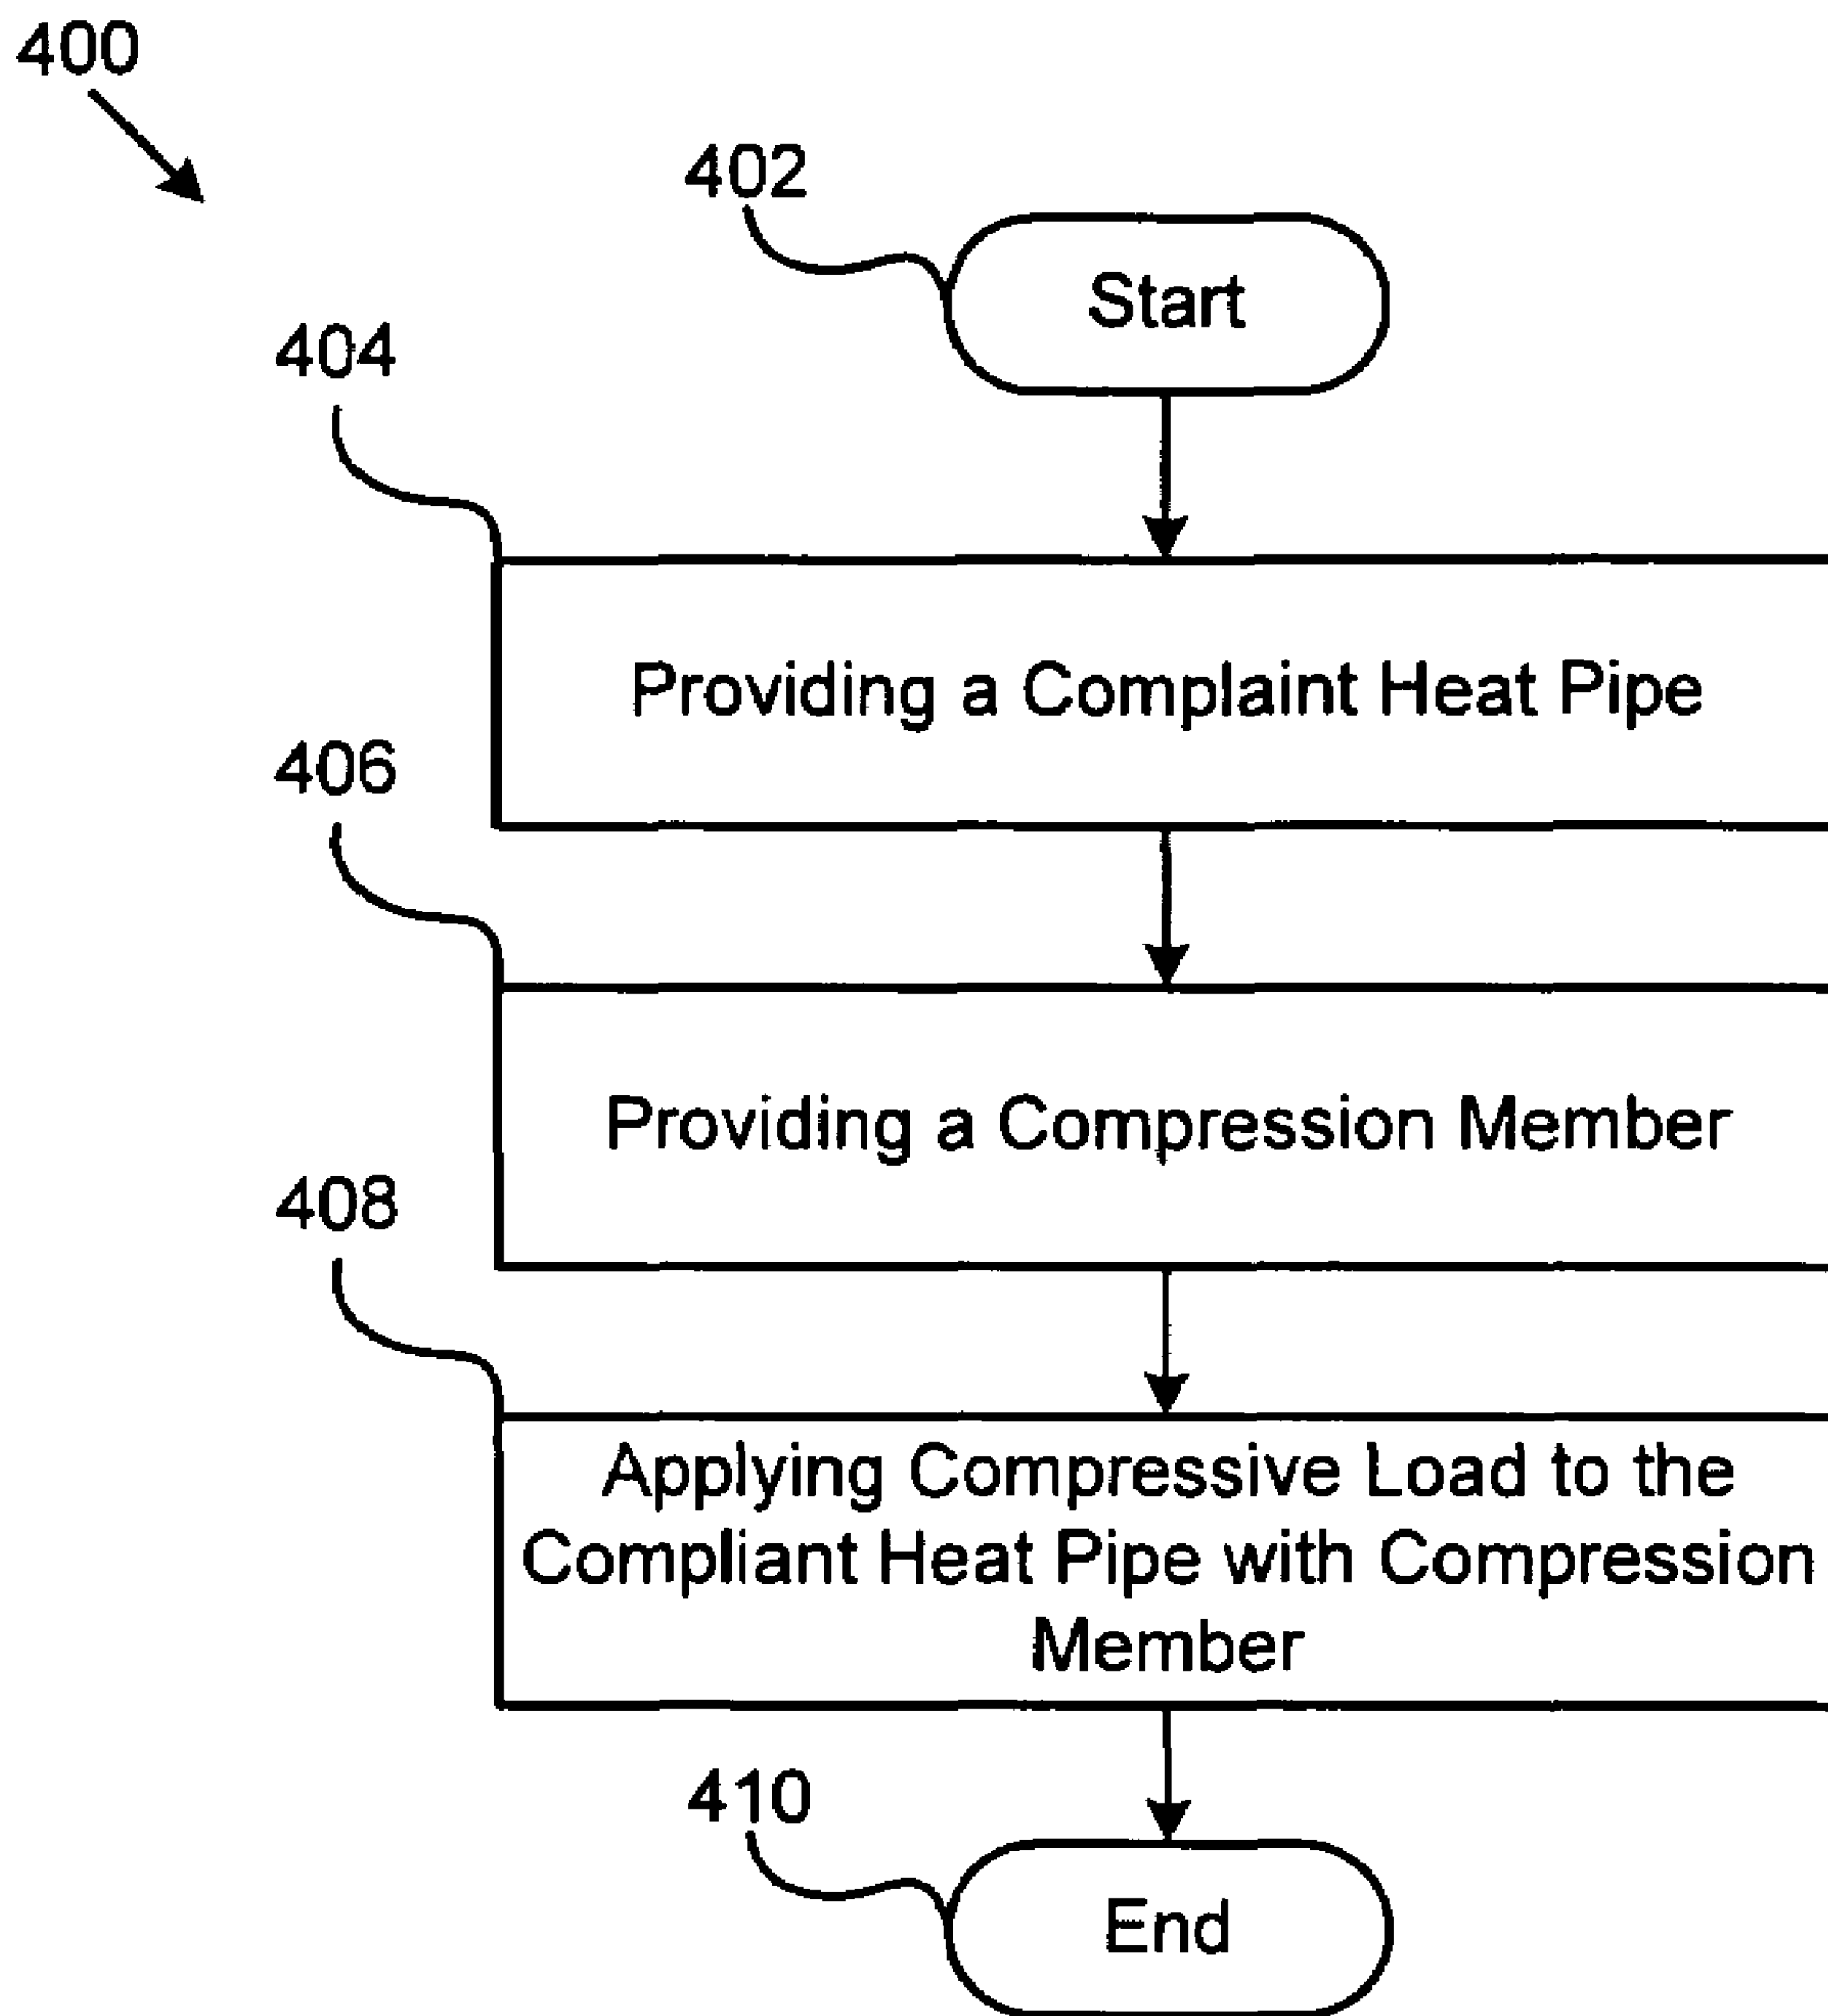 400
402
Start
404
Providing a Complaint Heat Pipe
406
Providing a Compression Member
408
Applying Compressive Load to the
Compliant Heat Pipe with Compression
Member
410
End